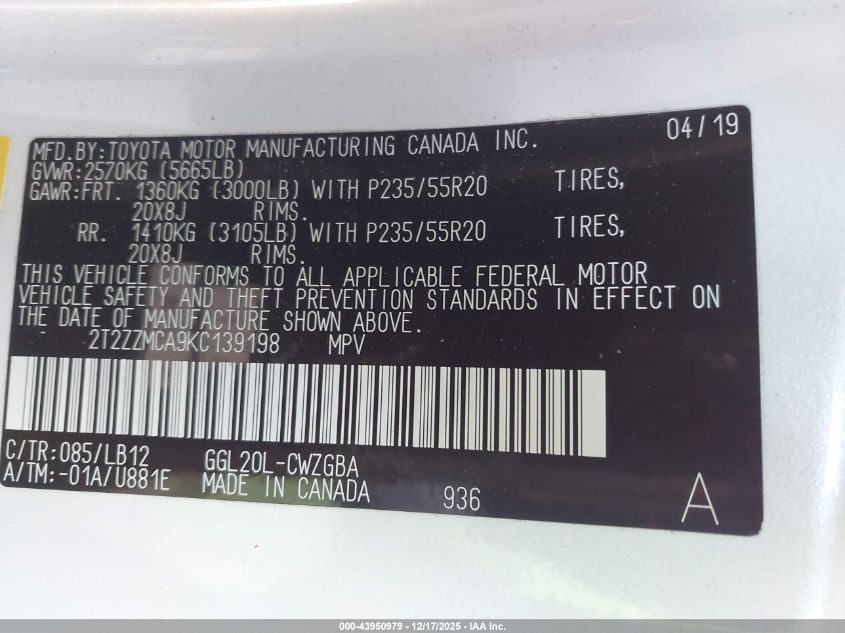 04/19
MFD.BY:TOYOTA MOTOR MANUFACTURING CANADA INC.
GVWR:2570KG (5665LB)
GAWR:FRT. 1360KG (3000LB) WITH P235/55R20 TIRES,
20X8J RIMS.
RR. 1410KG (3105LB) WITH P235/55R20 TIRES,
20X8J RIMS.
THIS VEHICLE CONFORMS TO ALL APPLICABLE FEDERAL MOTOR
VEHICLE SAFETY AND THEFT PREVENTION STANDARDS IN EFFECT ON
THE DATE OF MANUFACTURE SHOWN ABOVE.
2T2ZZMCA9KC139198 MPV
C/TR:085/LB12 GGL20L-CWZGBA
A/TM:-01A/U881E MADE IN CANADA 936 A
000-43950979 - 12/17/2025 - IAA Inc.